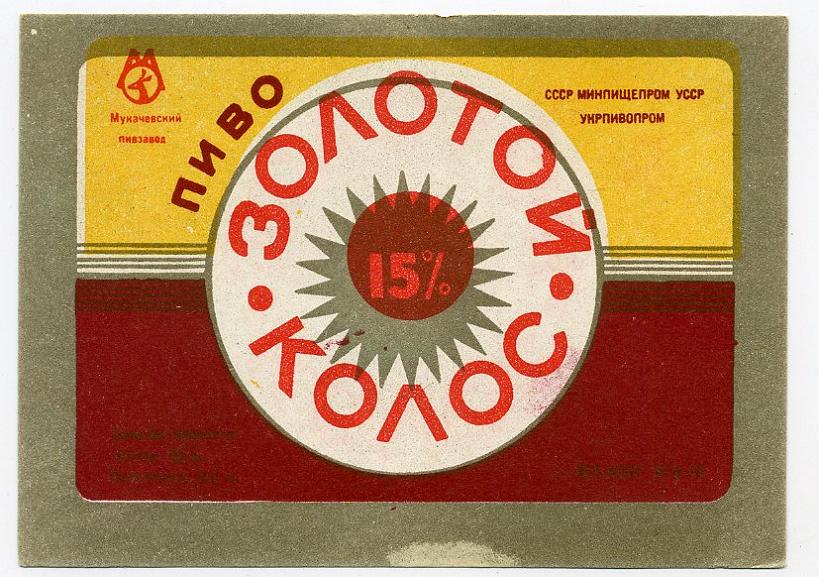 Мукачевский
пивзавод
ПИВО
СССР МИНПИЩЕПРОМ УССР
УКРПИВОПРОМ
ЗОЛОТОЙ
15%
КОЛОС